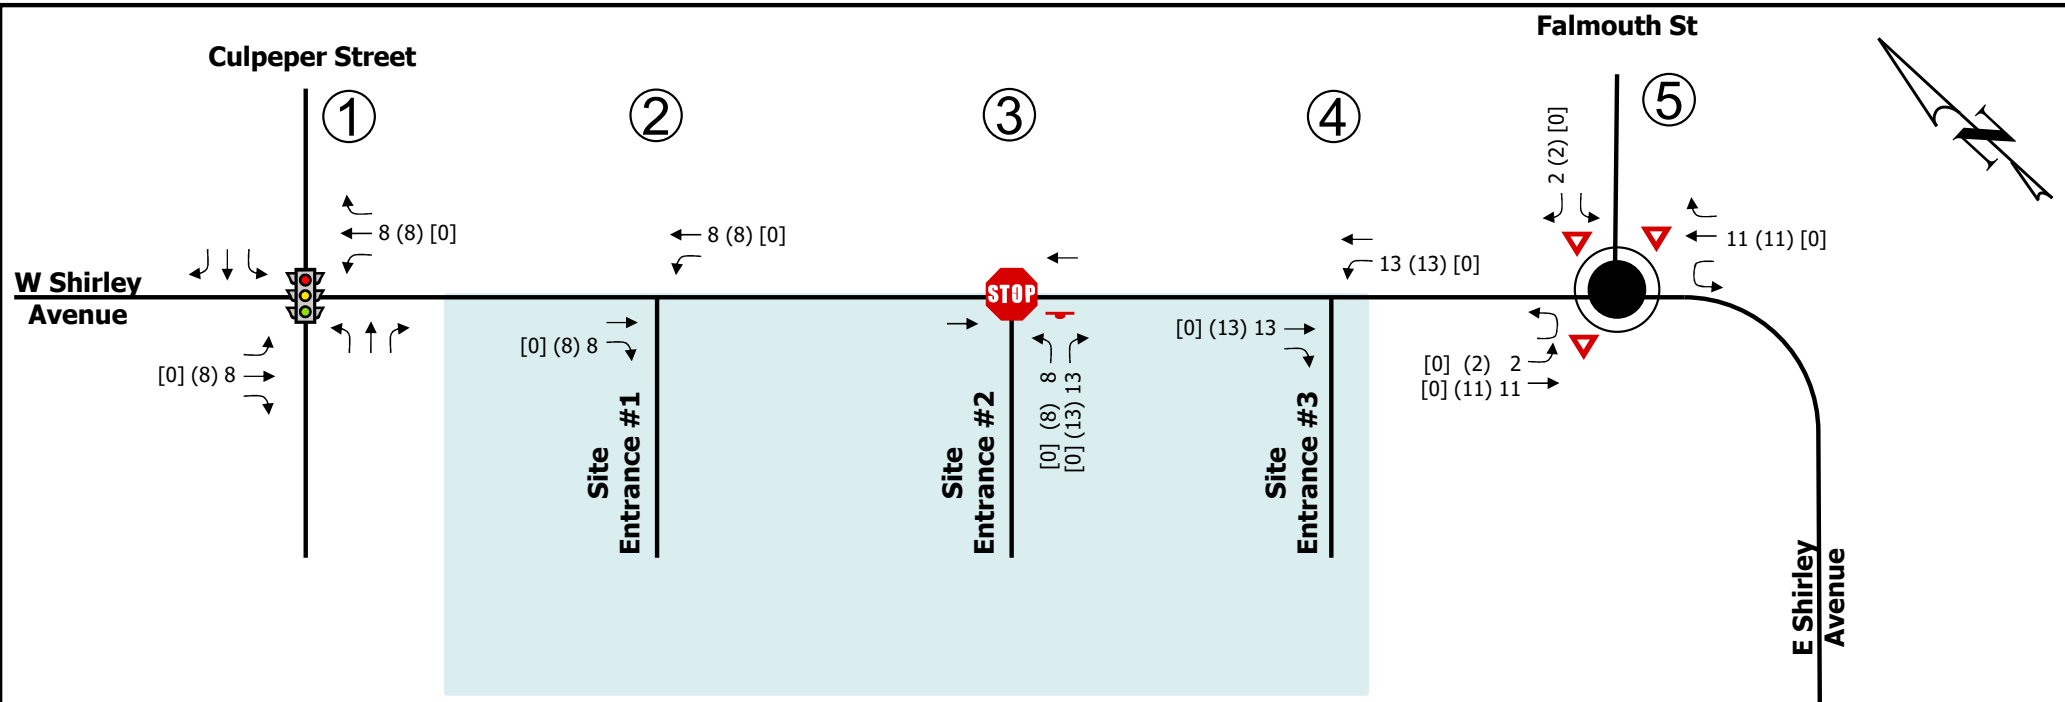 Falmouth St
Culpeper Street
1
2
3
4
5
N
2 (2) [0]
8 (8) [0]
8 (8) [0]
13 (13) [0]
11 (11) [0]
W Shirley
Avenue
STOP
[0] (8) 8
[0] (8) 8
[0] (13) 13
[0] (2) 2
[0] (11) 11
[0] (8) 8
[0] (13) 13
Site
Entrance #1
Site
Entrance #2
Site
Entrance #3
E Shirley
Avenue